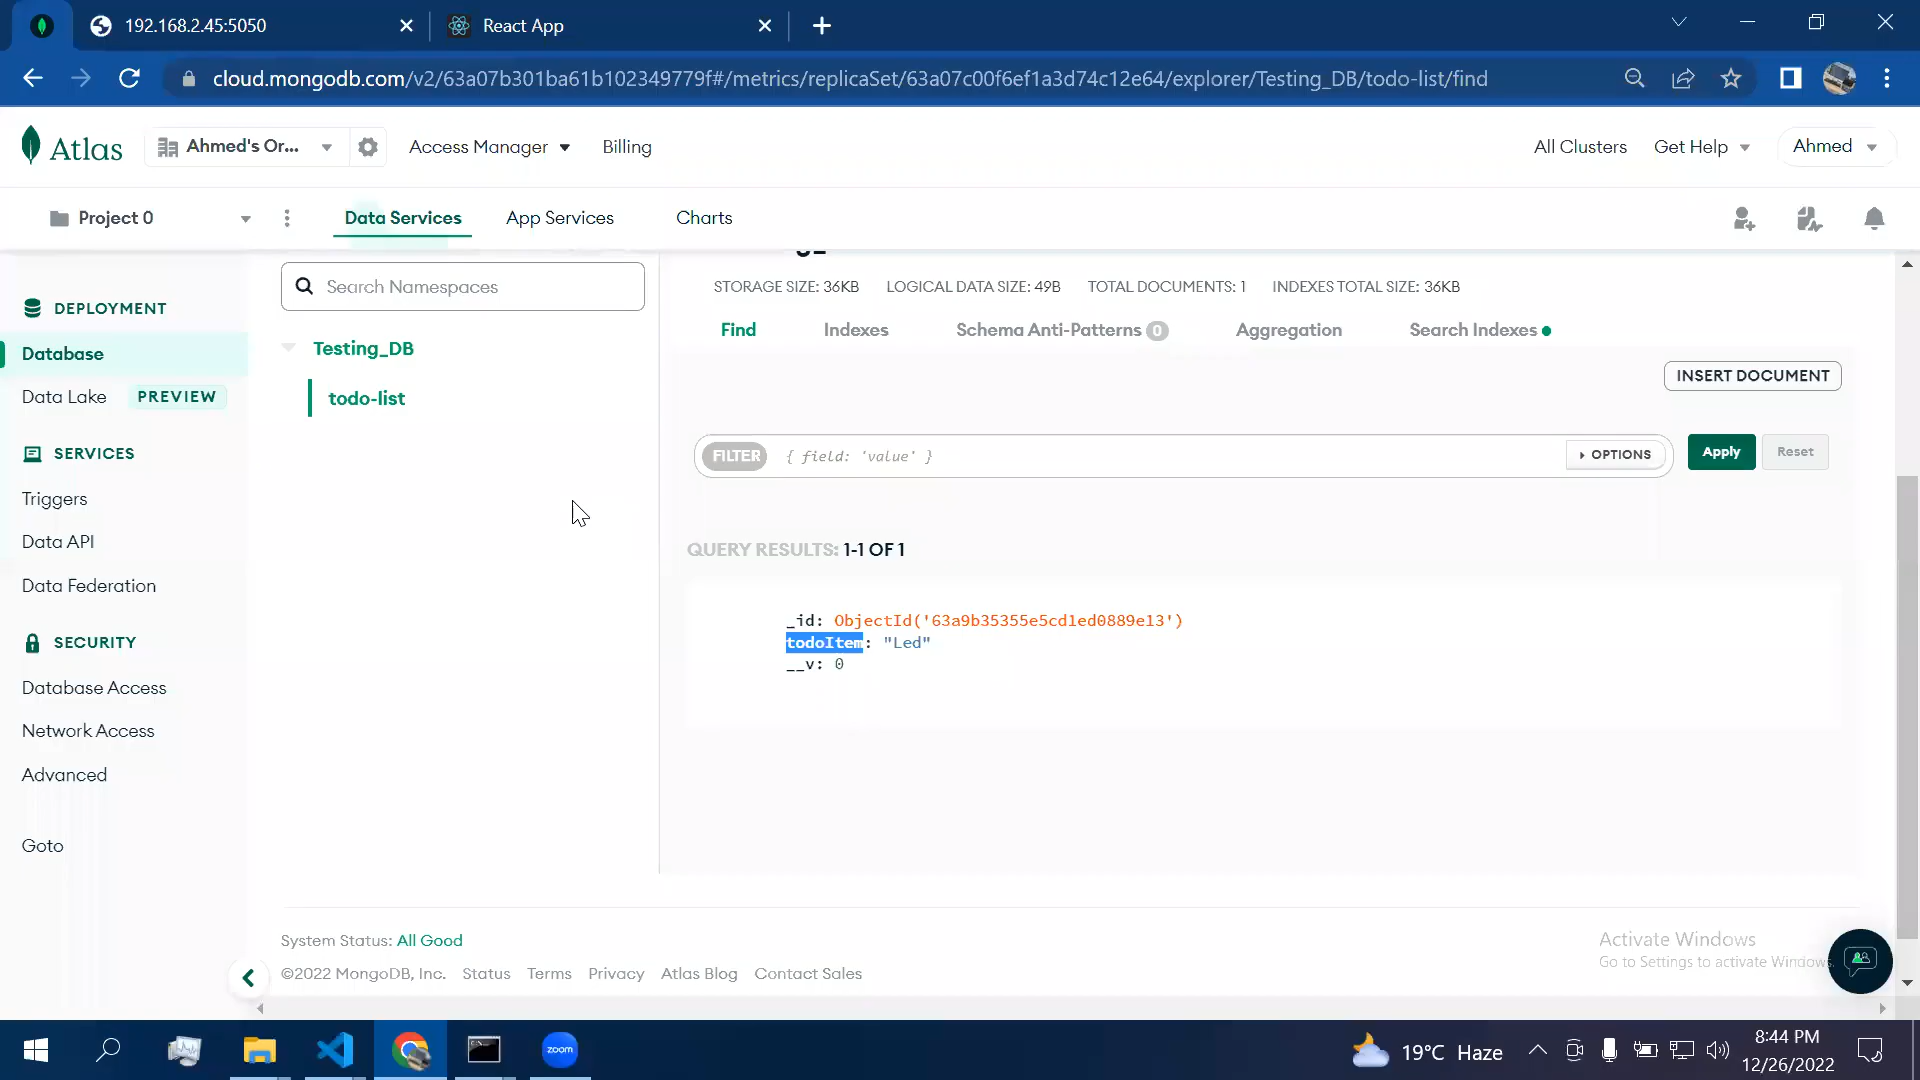 192.168.2.45:5050
React App
cloud.mongodb.com/v2/63a07b301ba61b102349779f#/metrics/replicaSet/63a07c00f6ef1a3d74c12e64/explorer/Testing_DB/todo-list/find
Atlas
Ahmed's Or...
Access Manager
Billing
All Clusters
Get Help
Ahmed
Project 0
Data Services
App Services
Charts
Search Namespaces
STORAGE SIZE: 36KB
LOGICAL DATA SIZE: 49B
TOTAL DOCUMENTS: 1
INDEXES TOTAL SIZE: 36KB
DEPLOYMENT
Find
Indexes
Schema Anti-Patterns 0
Aggregation
Search Indexes
Database
Testing_DB
INSERT DOCUMENT
Data Lake
PREVIEW
todo-list
SERVICES
FILTER
{ field: 'value' }
OPTIONS
Apply
Reset
Triggers
Data API
QUERY RESULTS: 1-1 OF 1
Data Federation
_id: ObjectId('63a9b35355e5cd1ed0889e13')
todoItem: "Led"
__v: 0
SECURITY
Database Access
Network Access
Advanced
Goto
System Status: All Good
©2022 MongoDB, Inc.
Status
Terms
Privacy
Atlas Blog
Contact Sales
Activate Windows
Go to Settings to activate Windows.
zoom
19°C Haze
8:44 PM
12/26/2022